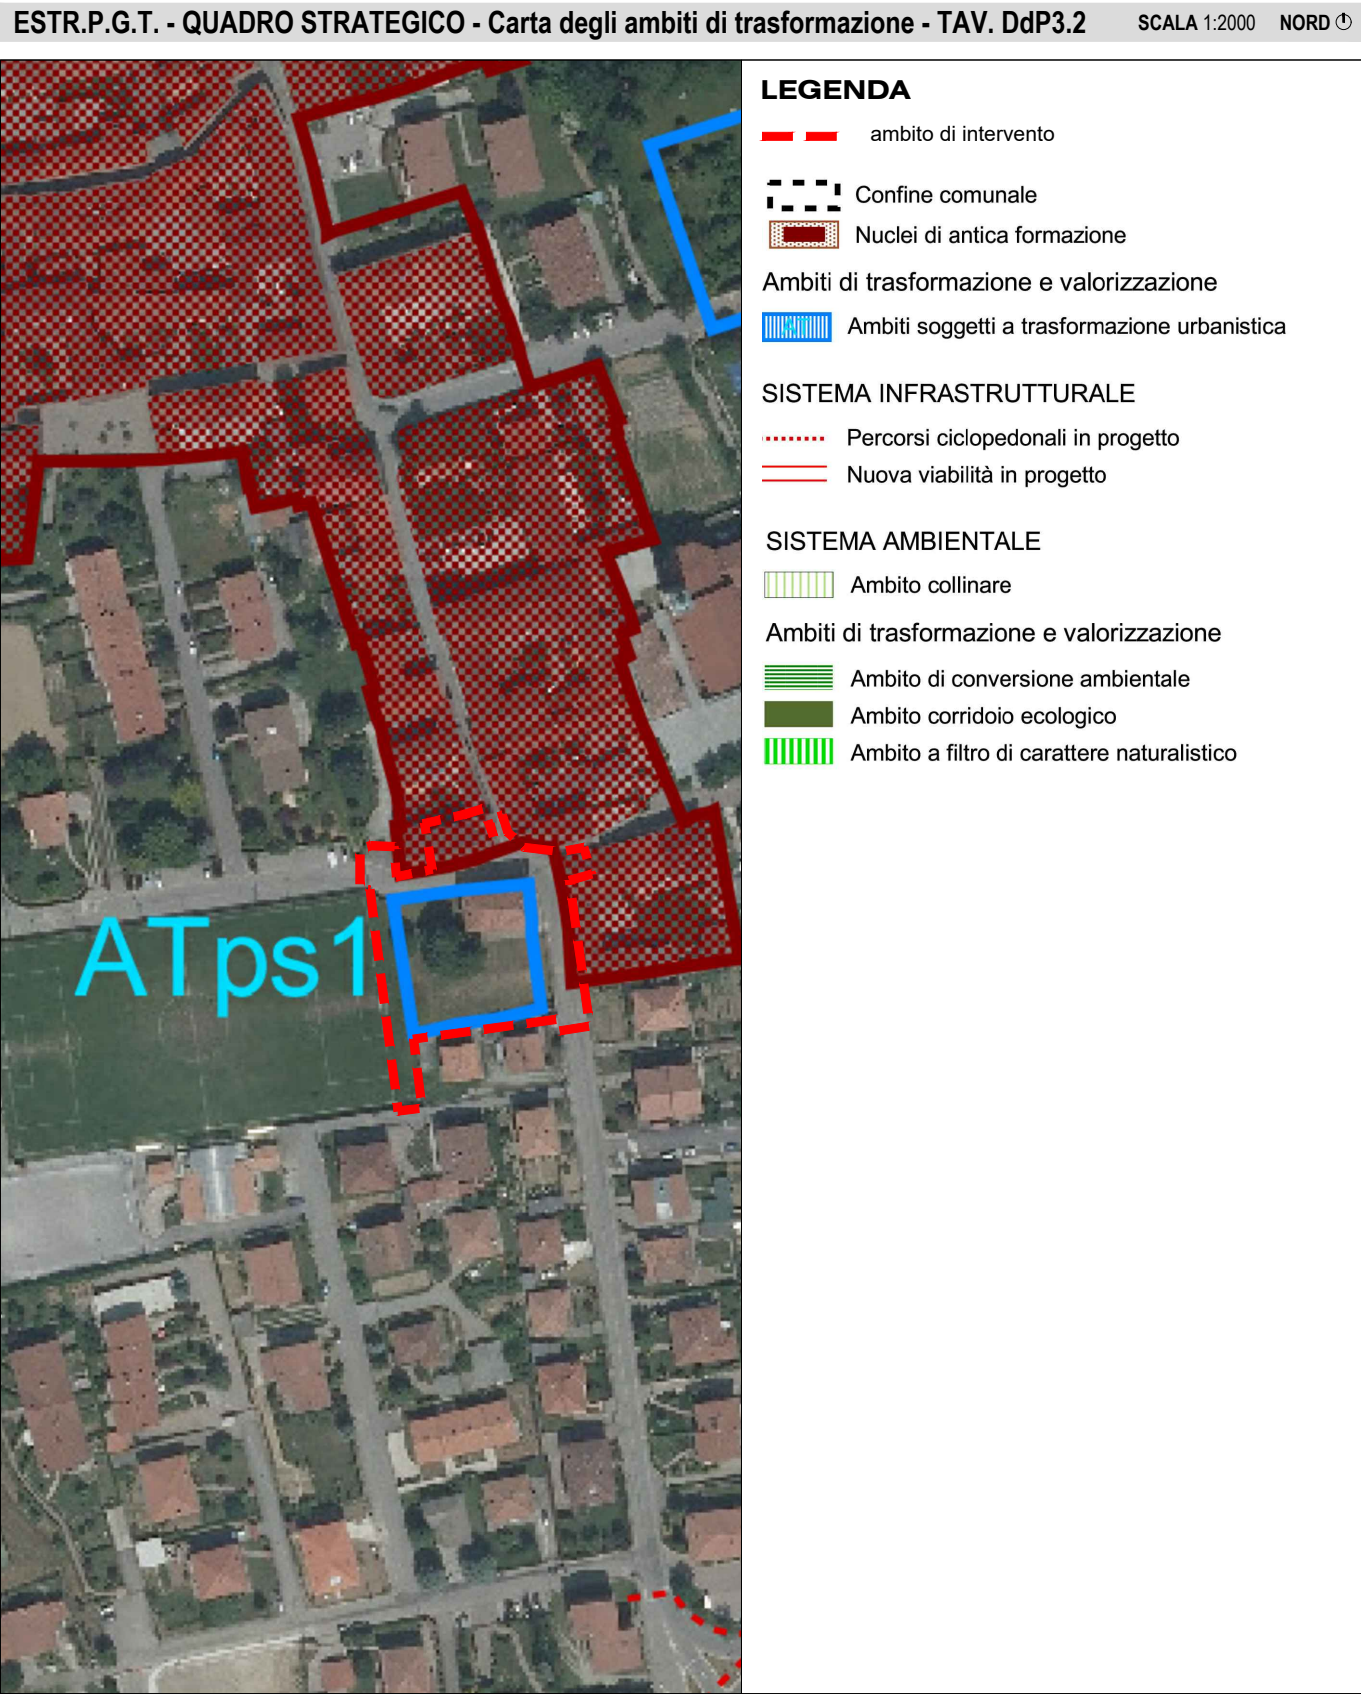 ESTR.P.G.T. - QUADRO STRATEGICO - Carta degli ambiti di trasformazione - TAV. DdP3.2 SCALA 1:2000 NORD
LEGENDA
ambito di intervento
Confine comunale
Nuclei di antica formazione
Ambiti di trasformazione e valorizzazione
AT Ambiti soggetti a trasformazione urbanistica
SISTEMA INFRASTRUTTURALE
Percorsi ciclopedonali in progetto
Nuova viabilità in progetto
SISTEMA AMBIENTALE
Ambito collinare
Ambiti di trasformazione e valorizzazione
Ambito di conversione ambientale
Ambito corridoio ecologico
Ambito a filtro di carattere naturalistico
ATps1